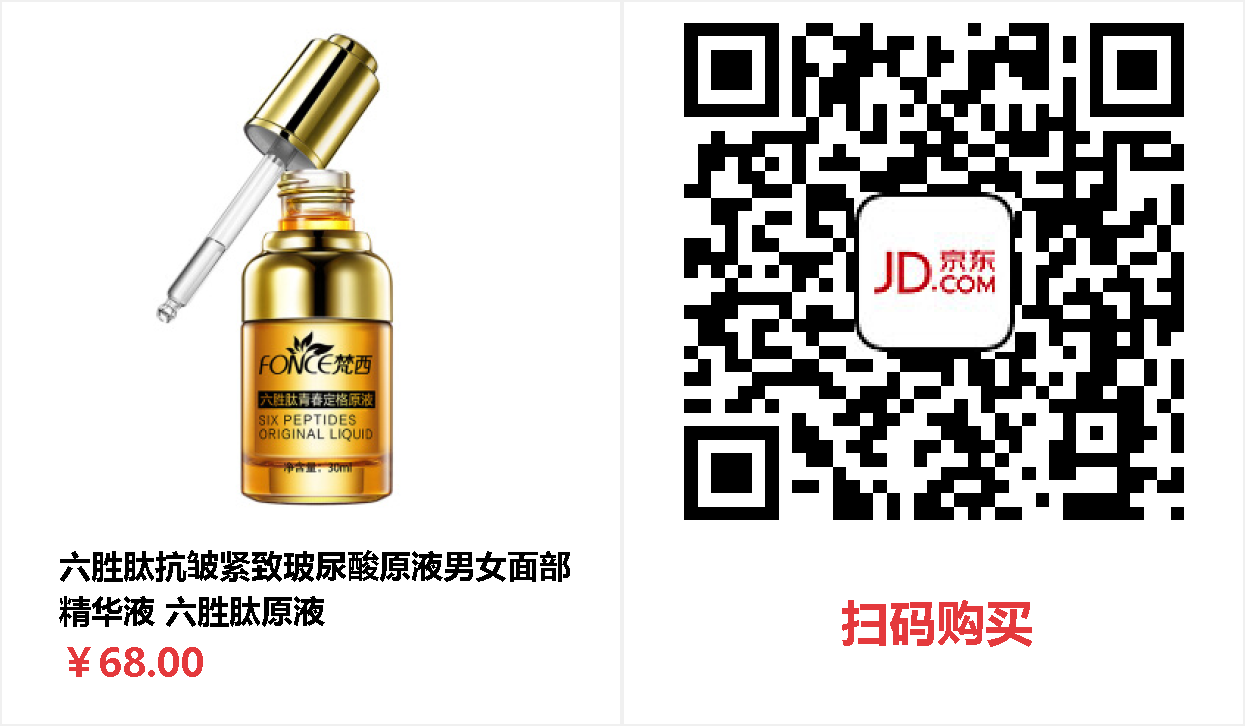 FONCE梵西
六胜肽青春定格原液
SIX PEPTIDES
ORIGINAL LIQUID
净含量：30ml
六胜肽抗皱紧致玻尿酸原液男女面部
精华液 六胜肽原液
￥68.00
JD.京东
.COM
扫码购买